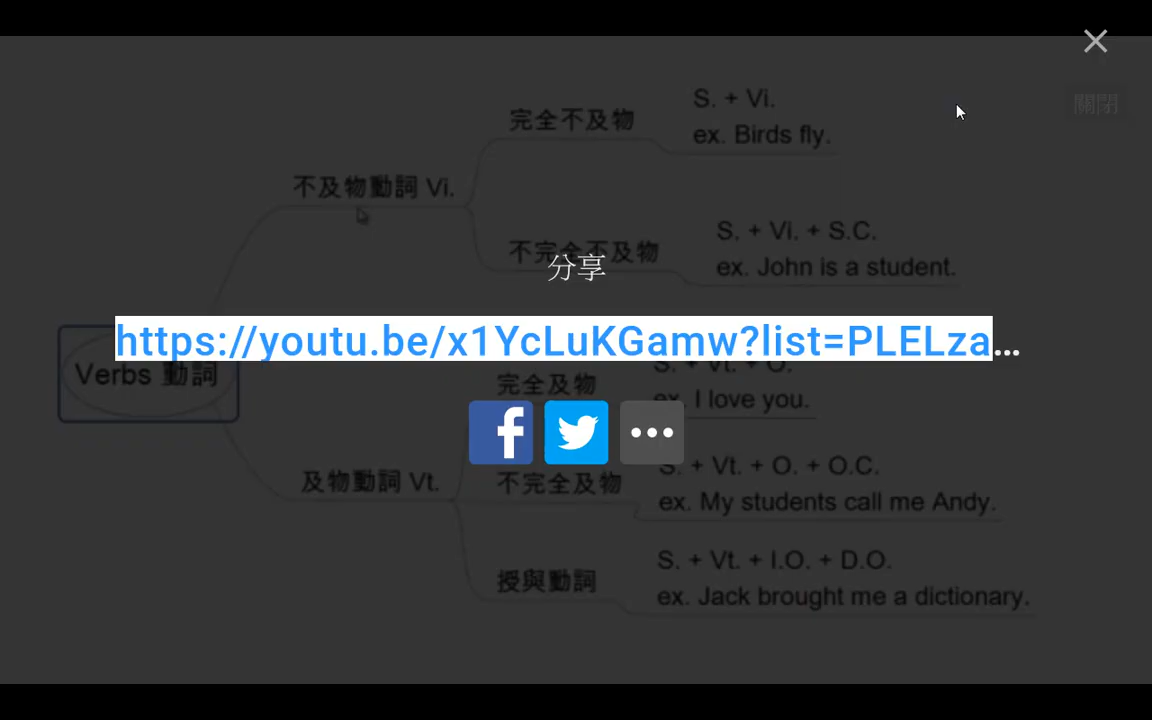 關閉
S. + Vi.
完全不及物
ex. Birds fly.
不及物動詞 Vi.
S. + Vi. + S.C.
不完全不及物
ex. John is a student.
分享
https://youtu.be/x1YcLuKGamw?list=PLELza...
Verbs 動詞
S. + Vt. + O.
完全及物
ex. I love you.
S. + Vt. + O. + O.C.
及物動詞 Vt.
不完全及物
ex. My students call me Andy.
S. + Vt. + I.O. + D.O.
授與動詞
ex. Jack brought me a dictionary.